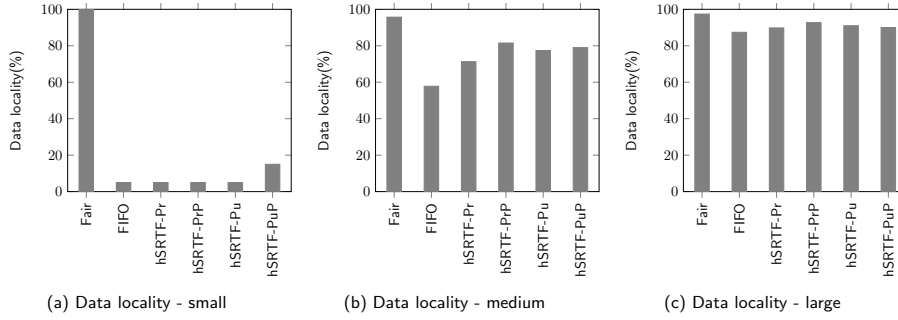 100
80
60
40
20
0
Data locality(%)
Fair
FIFO
hSRTF-Pr
hSRTF-PrP
hSRTF-Pu
hSRTF-PuP
(a) Data locality - small
100
80
60
40
20
0
Data locality(%)
Fair
FIFO
hSRTF-Pr
hSRTF-PrP
hSRTF-Pu
hSRTF-PuP
(b) Data locality - medium
100
80
60
40
20
0
Data locality(%)
Fair
FIFO
hSRTF-Pr
hSRTF-PrP
hSRTF-Pu
hSRTF-PuP
(c) Data locality - large